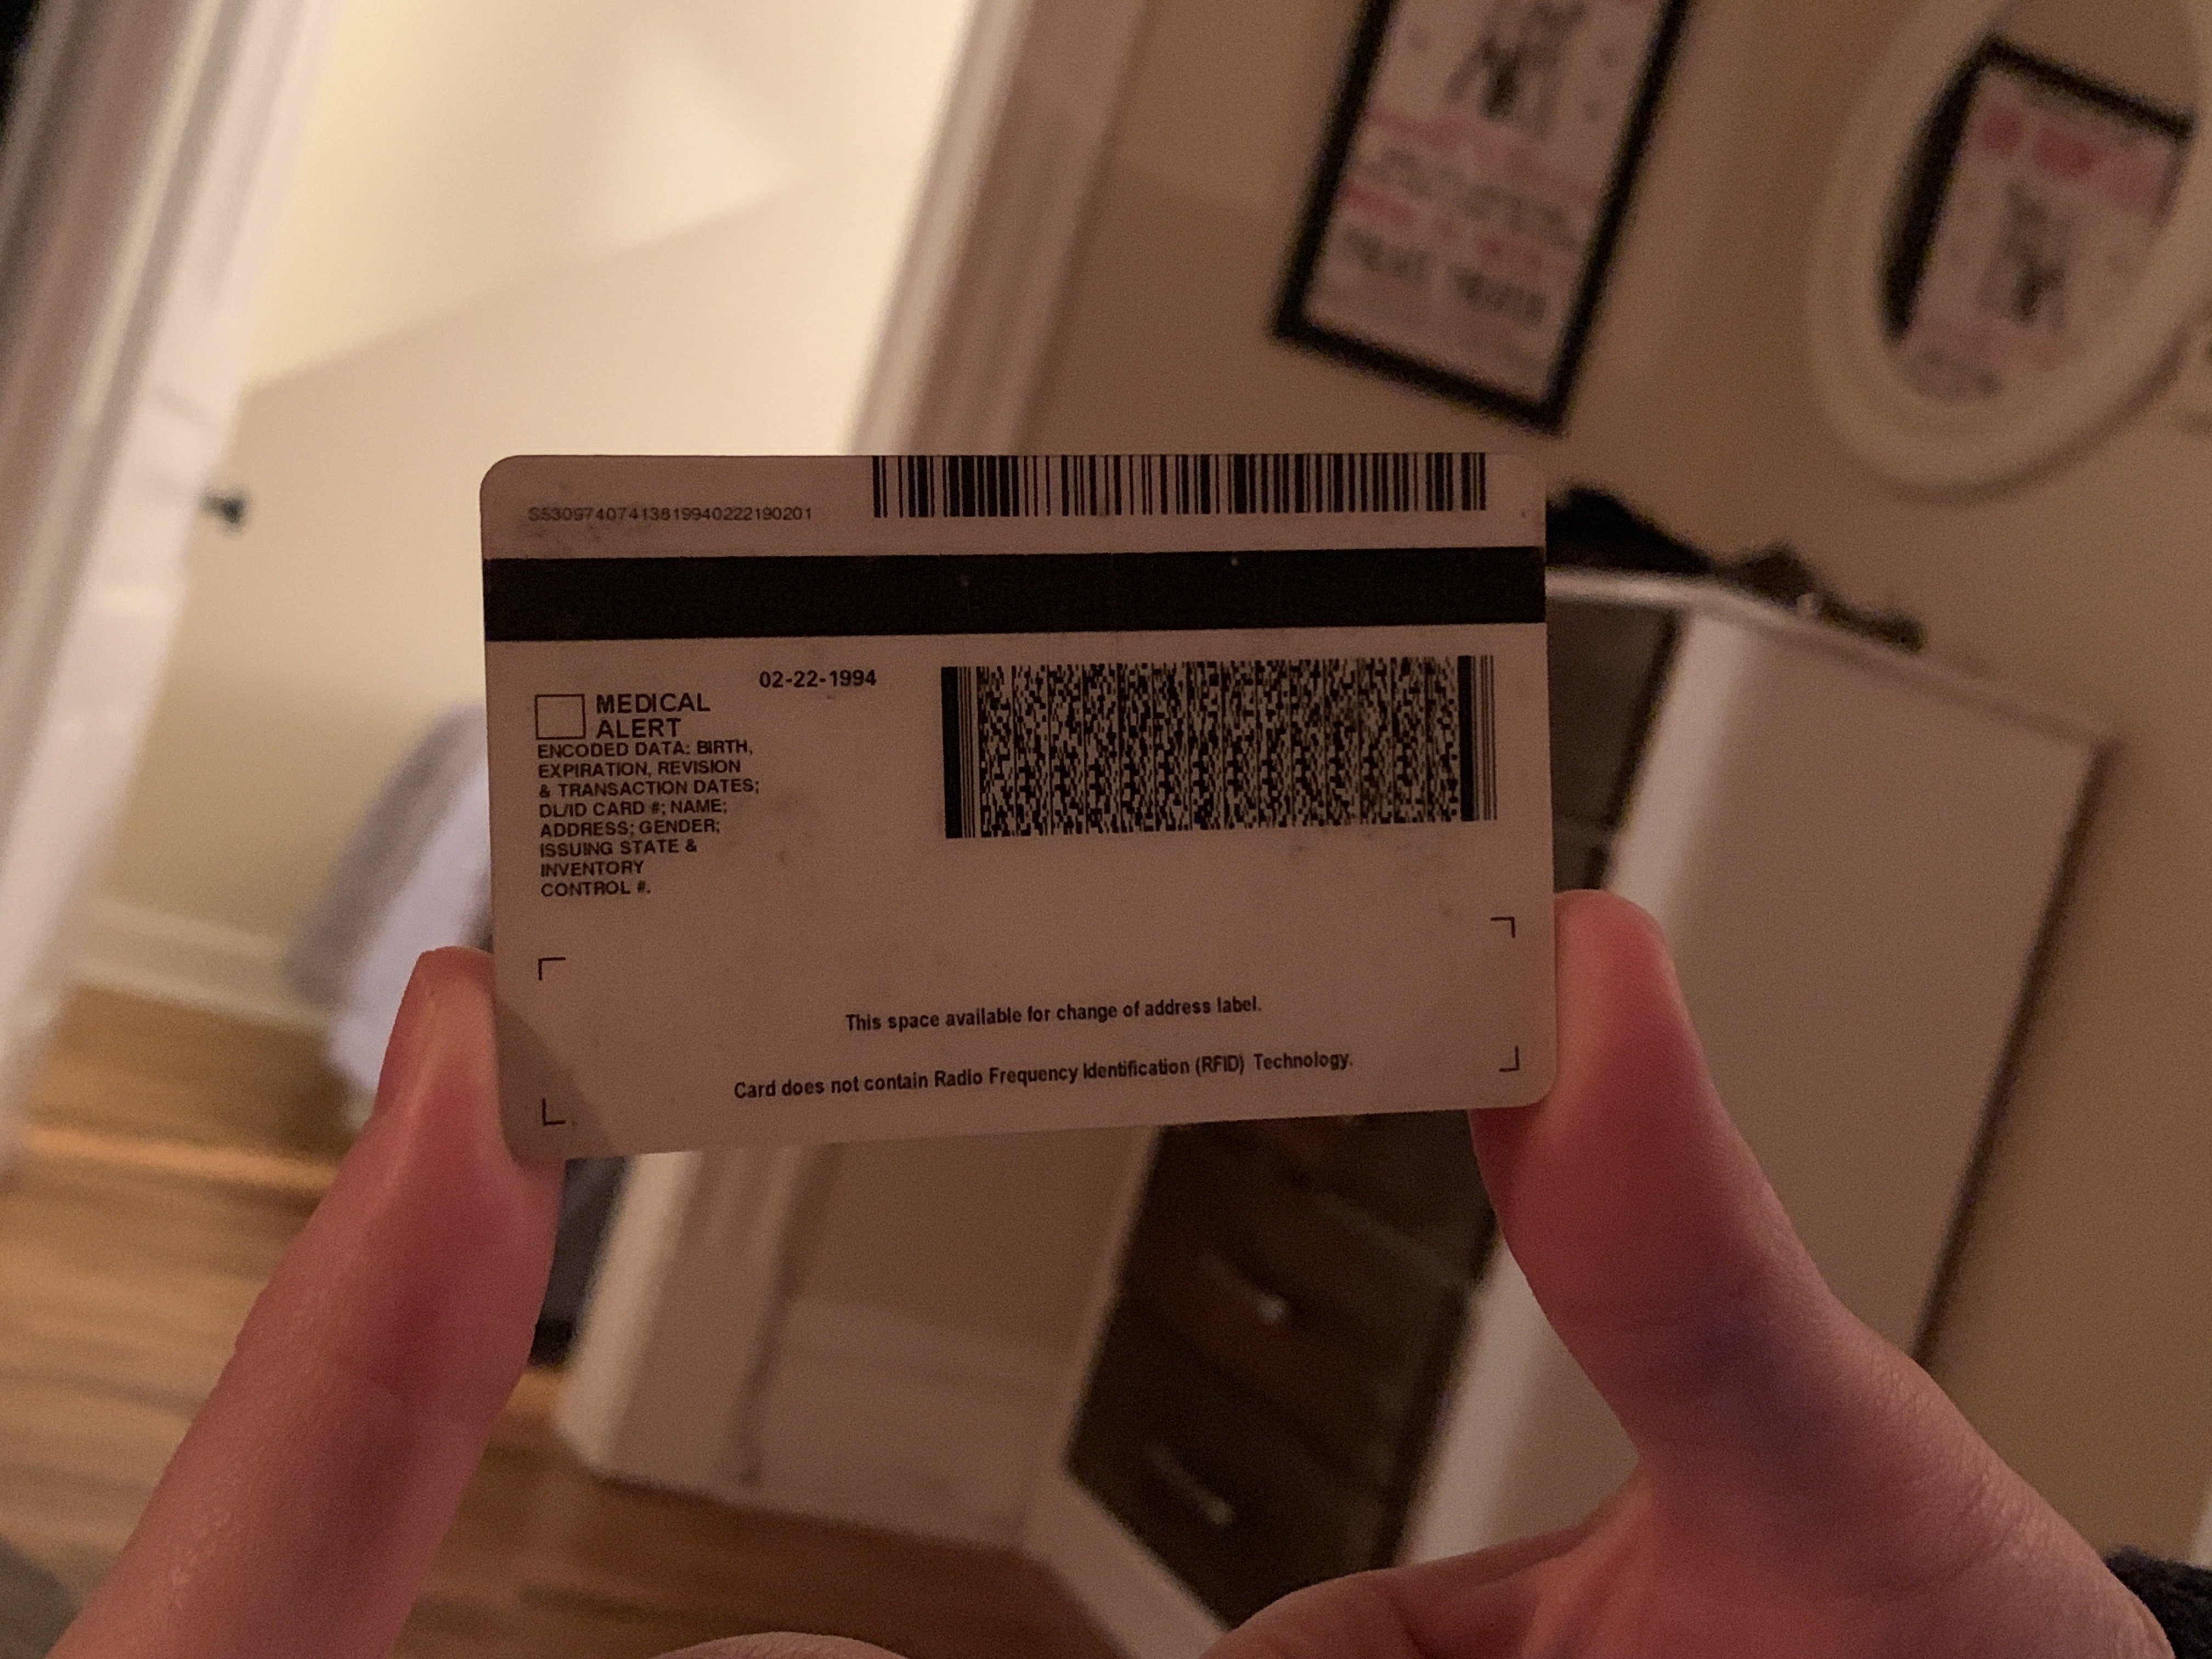 S530974074138199402​22190201
02-22-1994
MEDICAL
ALERT
ENCODED DATA: BIRTH,
EXPIRATION, REVISION
& TRANSACTION DATES;
DL/ID CARD #; NAME;
ADDRESS; GENDER;
ISSUING STATE &
INVENTORY
CONTROL #.
This space available for change of address label.
Card does not contain Radio Frequency Identification (RFID) Technology.